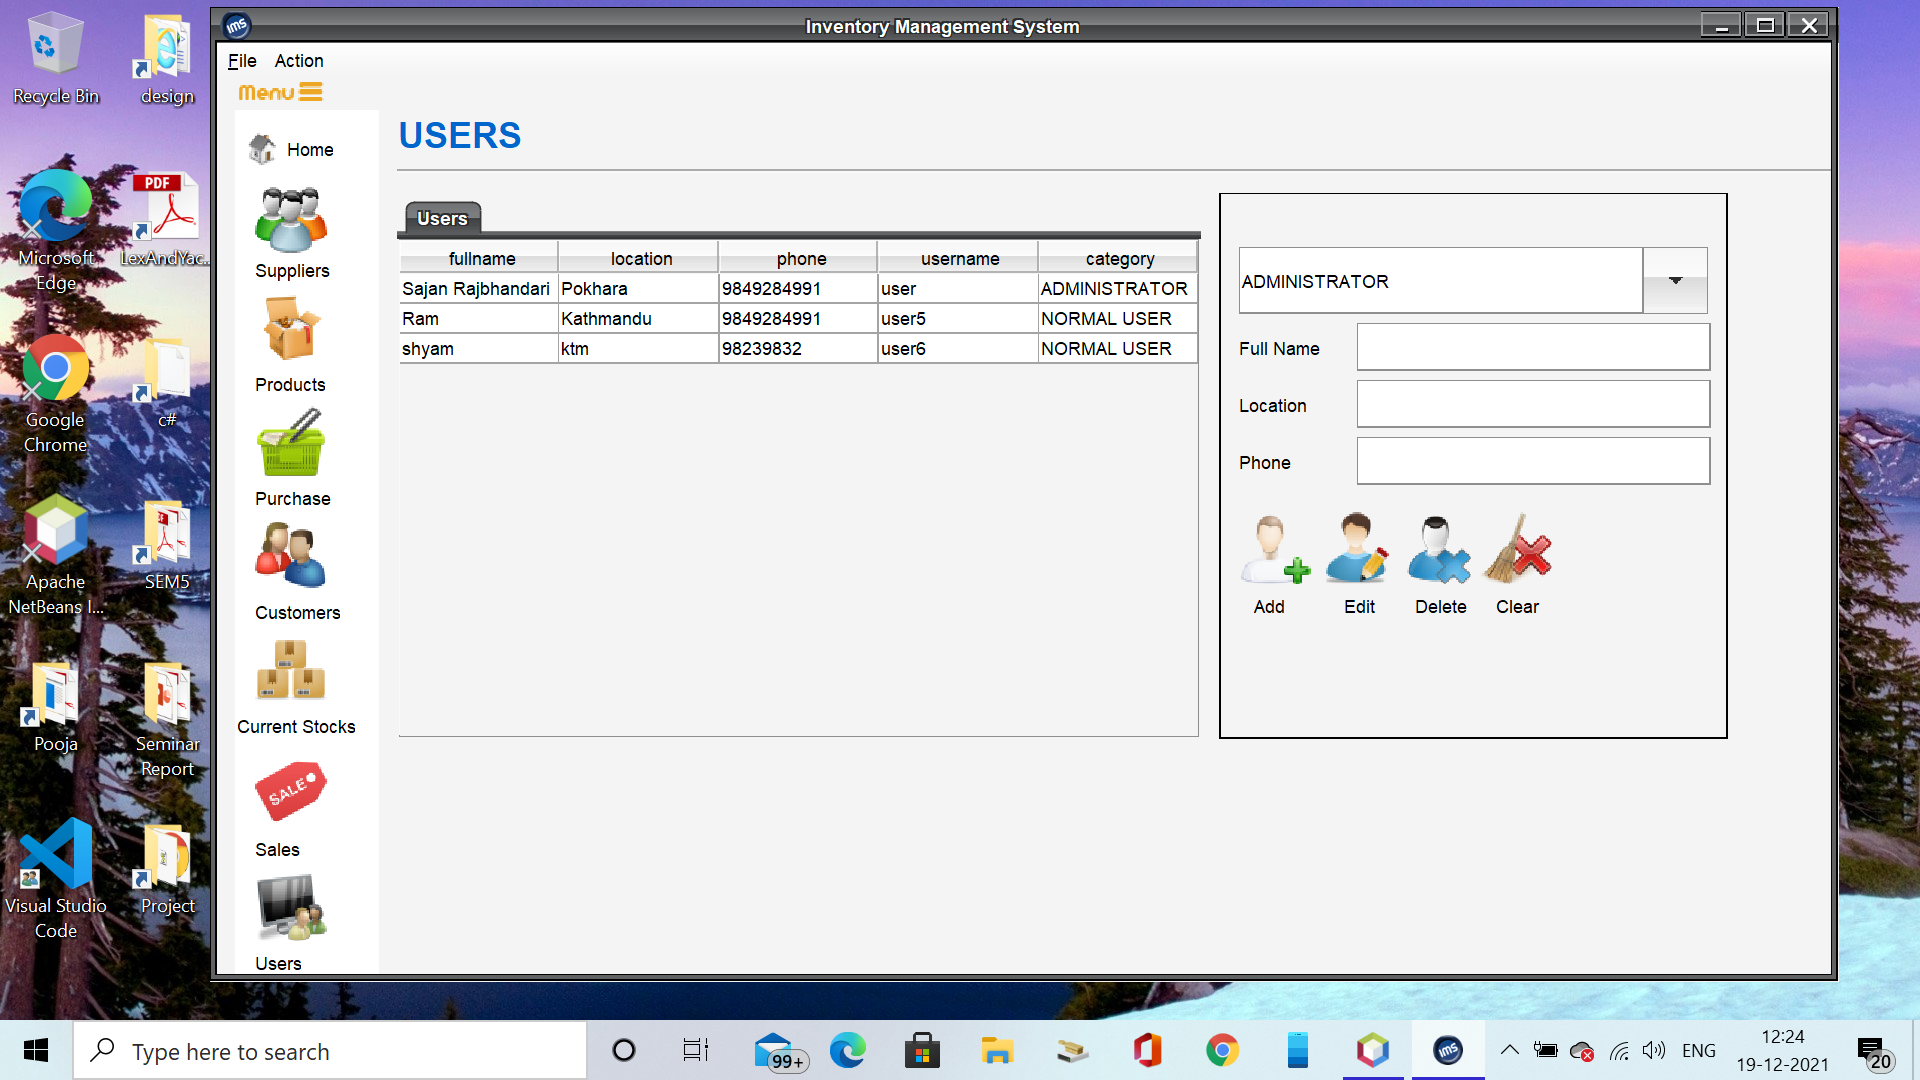 Recycle Bin
design
Microsoft Edge
PDF
LexAndYac...
Google Chrome
c#
Apache NetBeans I...
SEM5
Pooja
Seminar Report
Visual Studio Code
Project
ims
Inventory Management System
File Action
Menu
Home
Suppliers
Products
Purchase
Customers
Current Stocks
SALE
Sales
Users
USERS
Users
fullname location phone username category
Sajan Rajbhandari Pokhara 9849284991 user ADMINISTRATOR
Ram Kathmandu 9849284991 user5 NORMAL USER
shyam ktm 98239832 user6 NORMAL USER
ADMINISTRATOR
Full Name
Location
Phone
Add Edit Delete Clear
Type here to search
99+
ims
ENG
12:24
19-12-2021
20